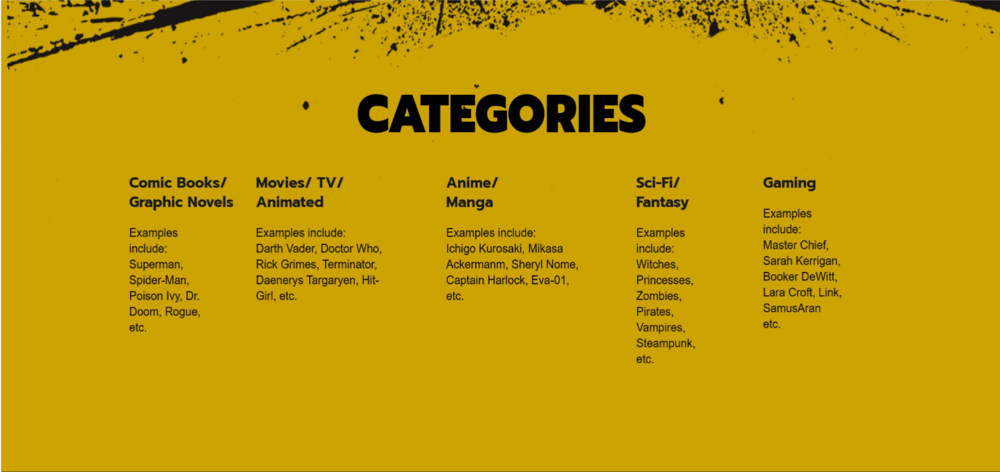 CATEGORIES
Comic Books/
Graphic Novels
Examples
include:
Superman,
Spider-Man,
Poison Ivy, Dr.
Doom, Rogue,
etc.
Movies/ TV/
Animated
Examples include:
Darth Vader, Doctor Who,
Rick Grimes, Terminator,
Daenerys Targaryen, Hit-
Girl, etc.
Anime/
Manga
Examples include:
Ichigo Kurosaki, Mikasa
Ackermanm, Sheryl Nome,
Captain Harlock, Eva-01,
etc.
Sci-Fi/
Fantasy
Examples
include:
Witches,
Princesses,
Zombies,
Pirates,
Vampires,
Steampunk,
etc.
Gaming
Examples
include:
Master Chief,
Sarah Kerrigan,
Booker DeWitt,
Lara Croft, Link,
SamusAran
etc.